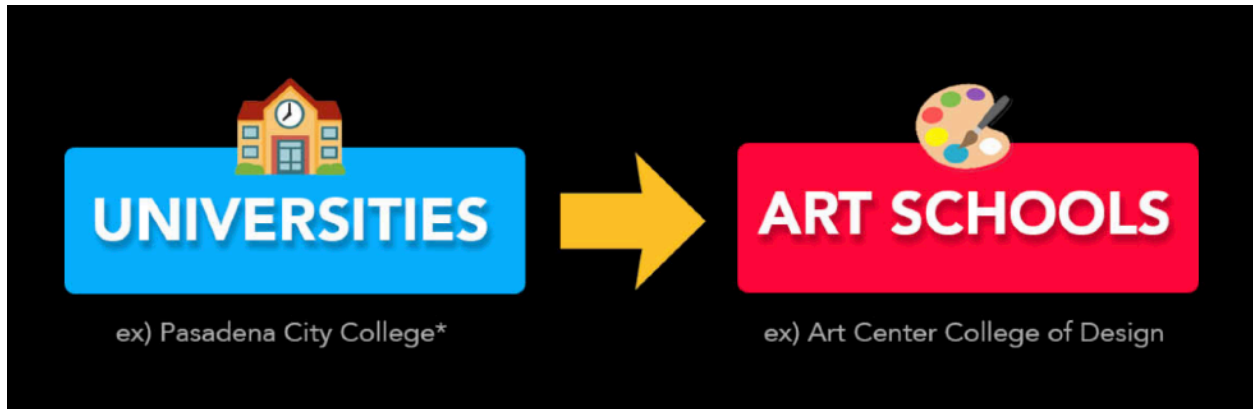 UNIVERSITIES
ART SCHOOLS
ex) Pasadena City College*
ex) Art Center College of Design